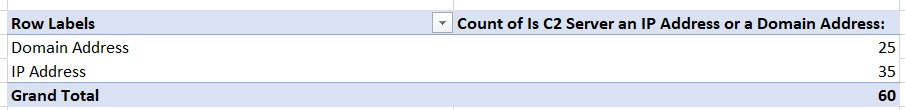 Row Labels Count of Is C2 Server an IP Address or a Domain Address:
Domain Address 25
IP Address 35
Grand Total 60